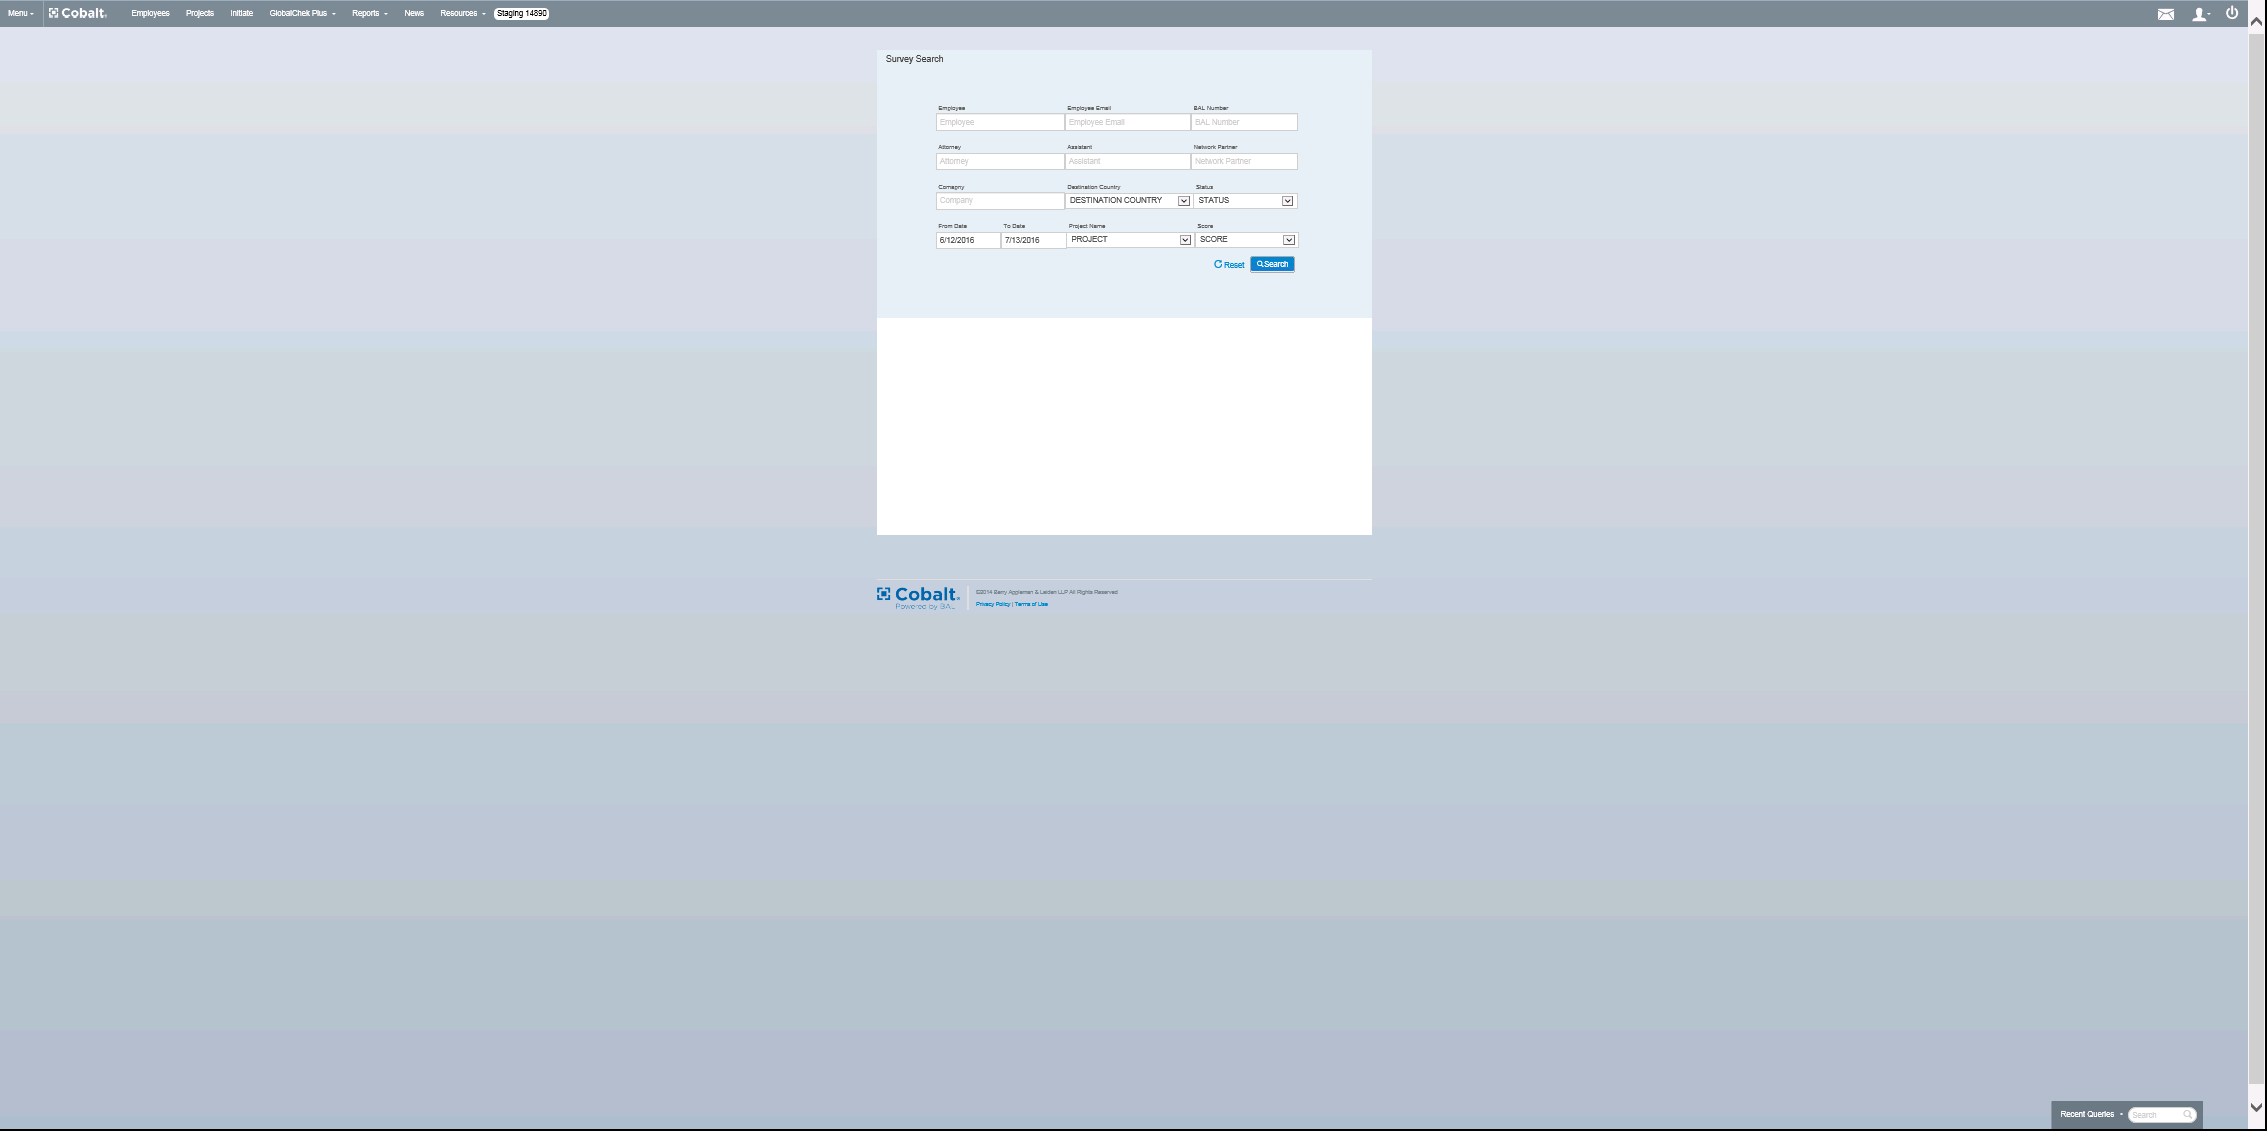 Menu Cobalt. Employees Projects Initiate GlobalChek Plus Reports News Resources Staging 14890
Survey Search
Employee Employee Email BAL Number
Employee Employee Email BAL Number
Attorney Assistant Network Partner
Attorney Assistant Network Partner
Comapny Destination Country Status
Company DESTINATION COUNTRY STATUS
From Date To Date Project Name Score
6/12/2016 7/13/2016 PROJECT SCORE
Reset Search
Cobalt.
Powered by BAL
©2014 Berry Appleman & Leiden LLP All Rights Reserved
Privacy Policy | Terms of Use
Recent Queries Search